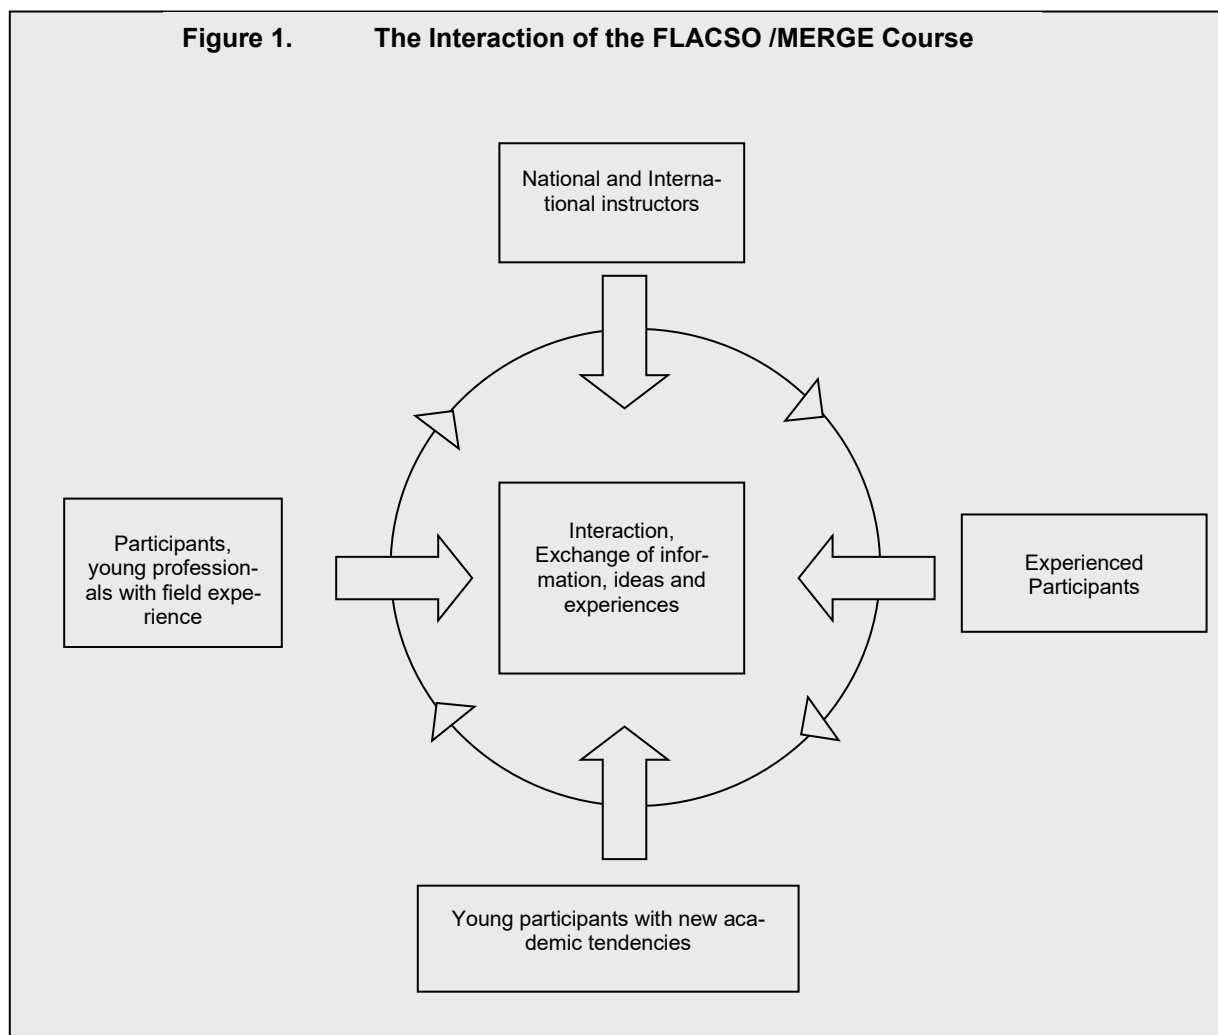 Figure 1. The Interaction of the FLACSO /MERGE Course
National and Interna-
tional instructors
Participants,
young profession-
als with field expe-
rience
Interaction,
Exchange of infor-
mation, ideas and
experiences
Experienced
Participants
Young participants with new aca-
demic tendencies